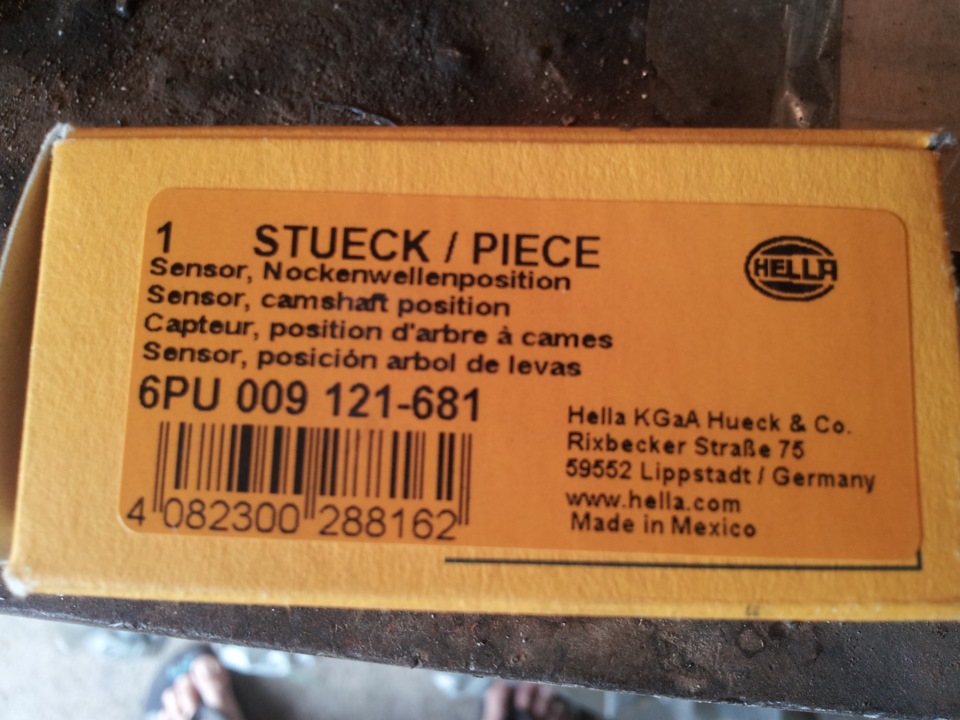 1 STUECK / PIECE
Sensor, Nockenwellenposition
Sensor, camshaft position
Capteur, position d'arbre à cames
Sensor, posición arbol de levas
6PU 009 121-681
4 082300 288162
HELLA
Hella KGaA Hueck & Co.
Rixbecker Straße 75
59552 Lippstadt / Germany
www.hella.com
Made in Mexico